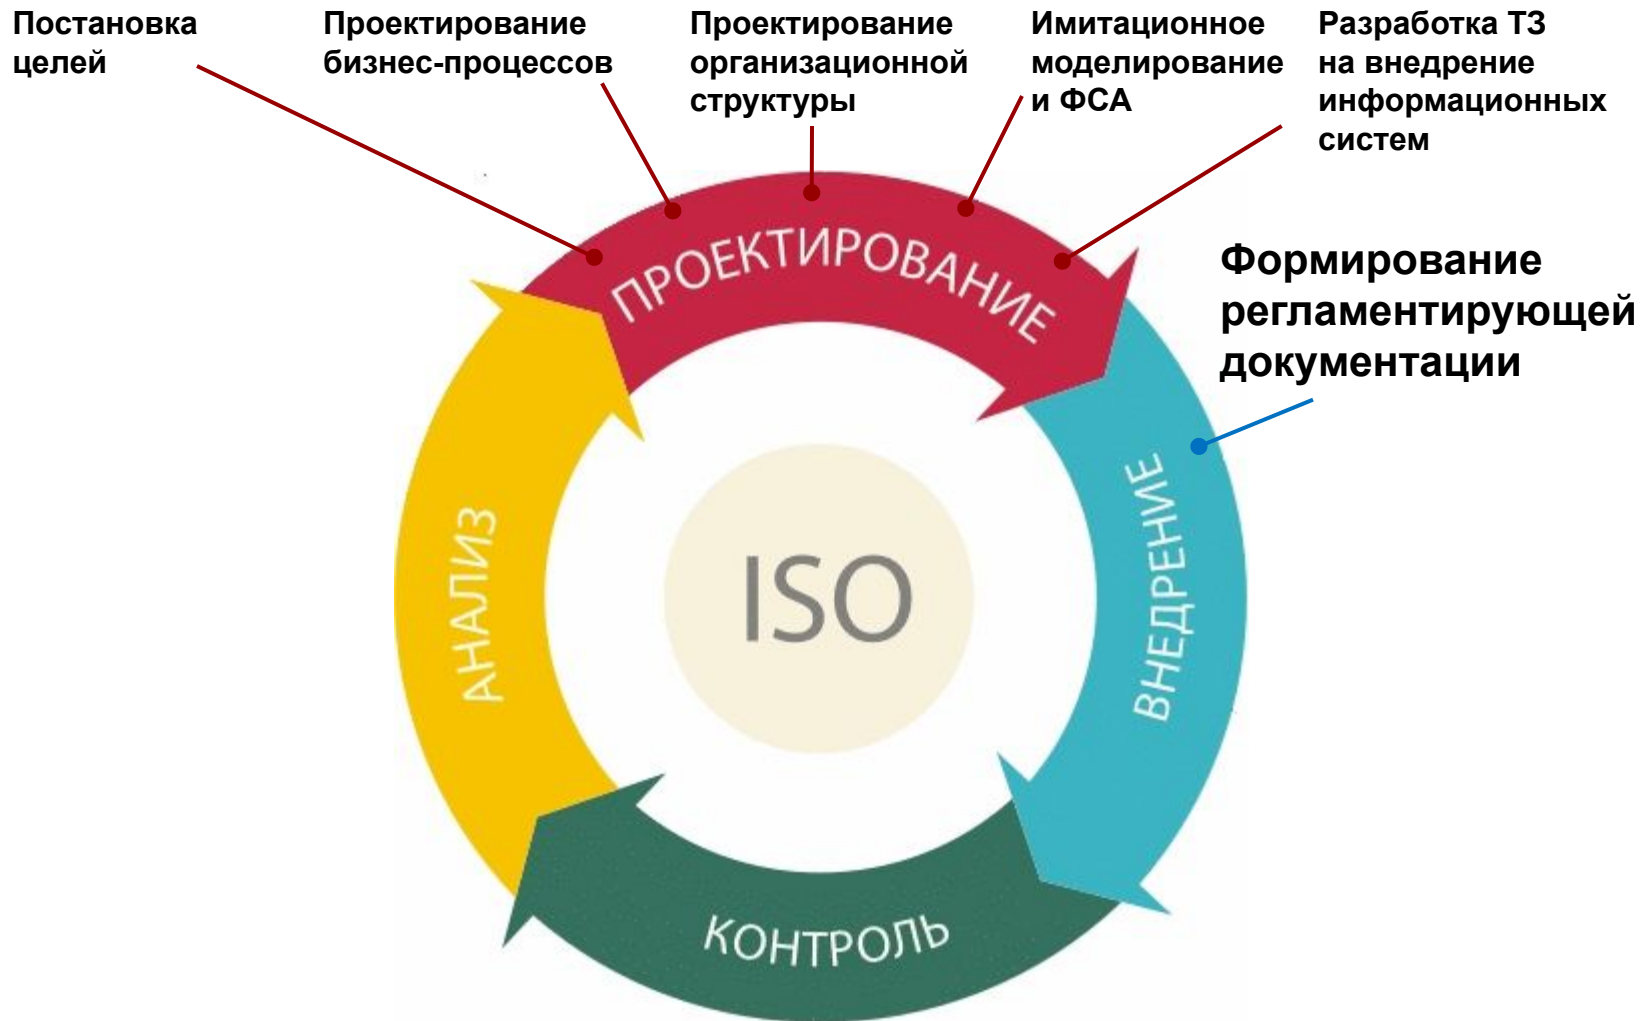 Постановка
целей
Проектирование
бизнес-процессов
Проектирование
организационной
структуры
Имитационное
моделирование
и ФСА
Разработка ТЗ
на внедрение
информационных
систем
Формирование
регламентирующей
документации
ПРОЕКТИРОВАНИЕ
ВНЕДРЕНИЕ
КОНТРОЛЬ
АНАЛИЗ
ISO